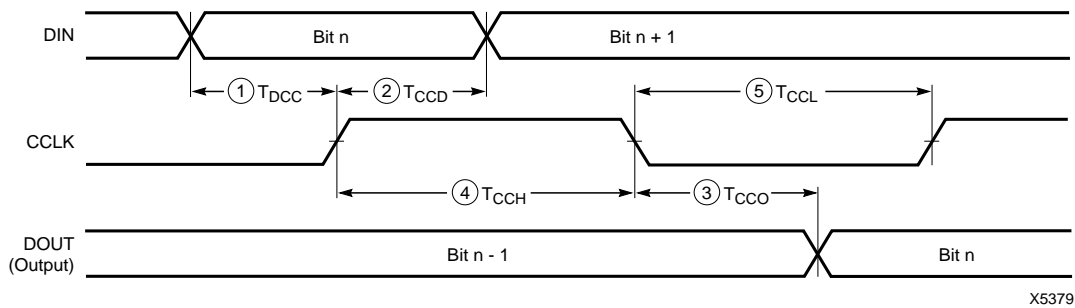 DIN
Bit n
Bit n + 1
1 TDCC
2 TCCD
5 TCCL
CCLK
4 TCCH
3 TCCO
DOUT
(Output)
Bit n - 1
Bit n
X5379